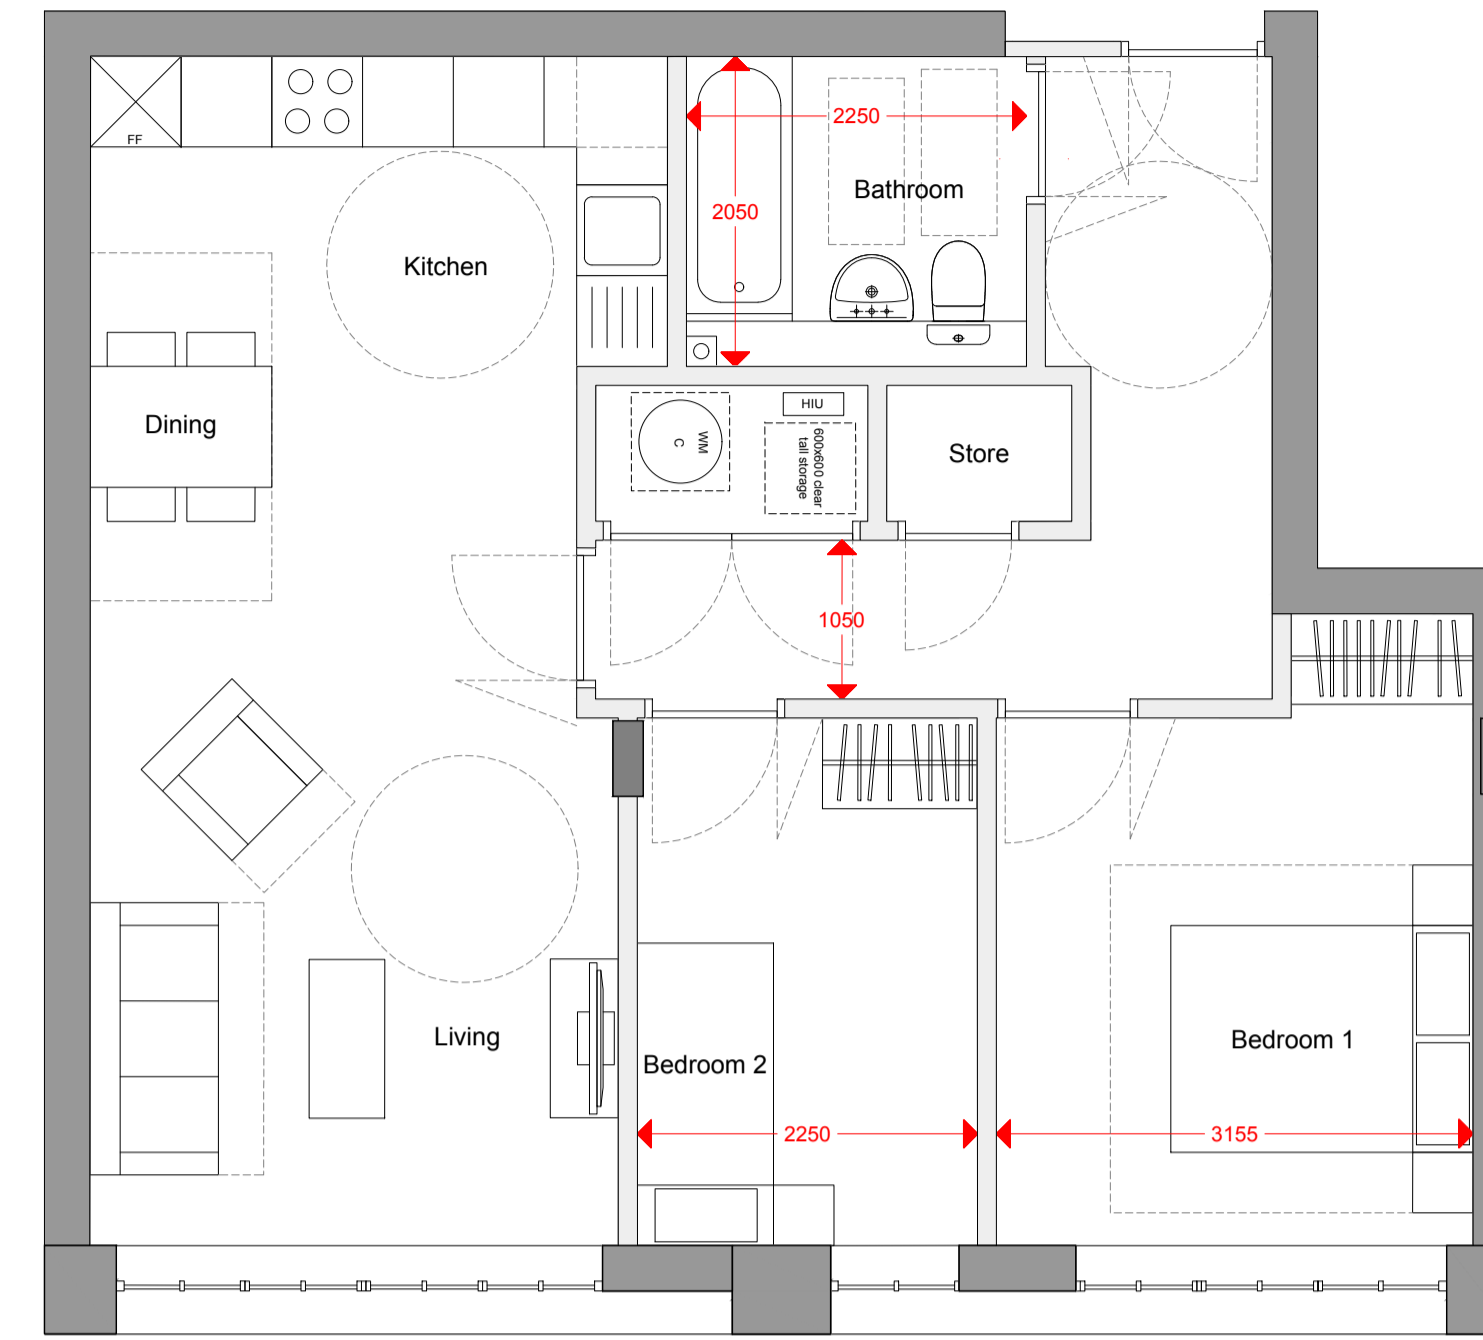 FF
2250
Bathroom
2050
Kitchen
HIU
WM
C
600x600 clear
tall storage
Store
Dining
1050
Living
Bedroom 1
Bedroom 2
2250
3155